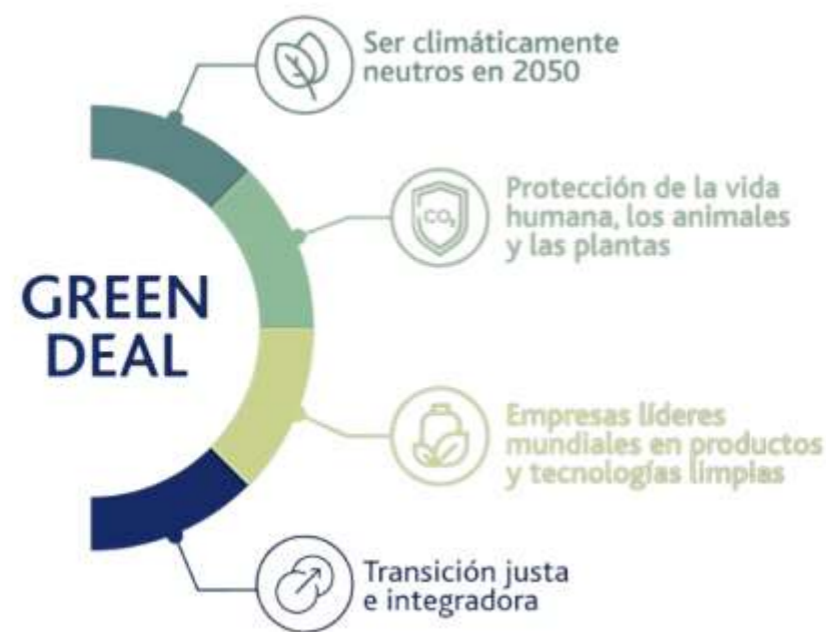 Ser climáticamente
neutros en 2050
Protección de la vida
humana, los animales
y las plantas
CO₂
GREEN
DEAL
Empresas líderes
mundiales en productos
y tecnologías limpias
Transición justa
e integradora